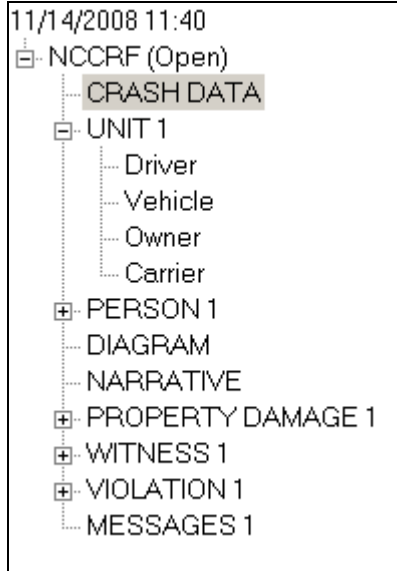 11/14/2008 11:40
NCCRF (Open)
CRASH DATA
UNIT 1
Driver
Vehicle
Owner
Carrier
PERSON 1
DIAGRAM
NARRATIVE
PROPERTY DAMAGE 1
WITNESS 1
VIOLATION 1
MESSAGES 1